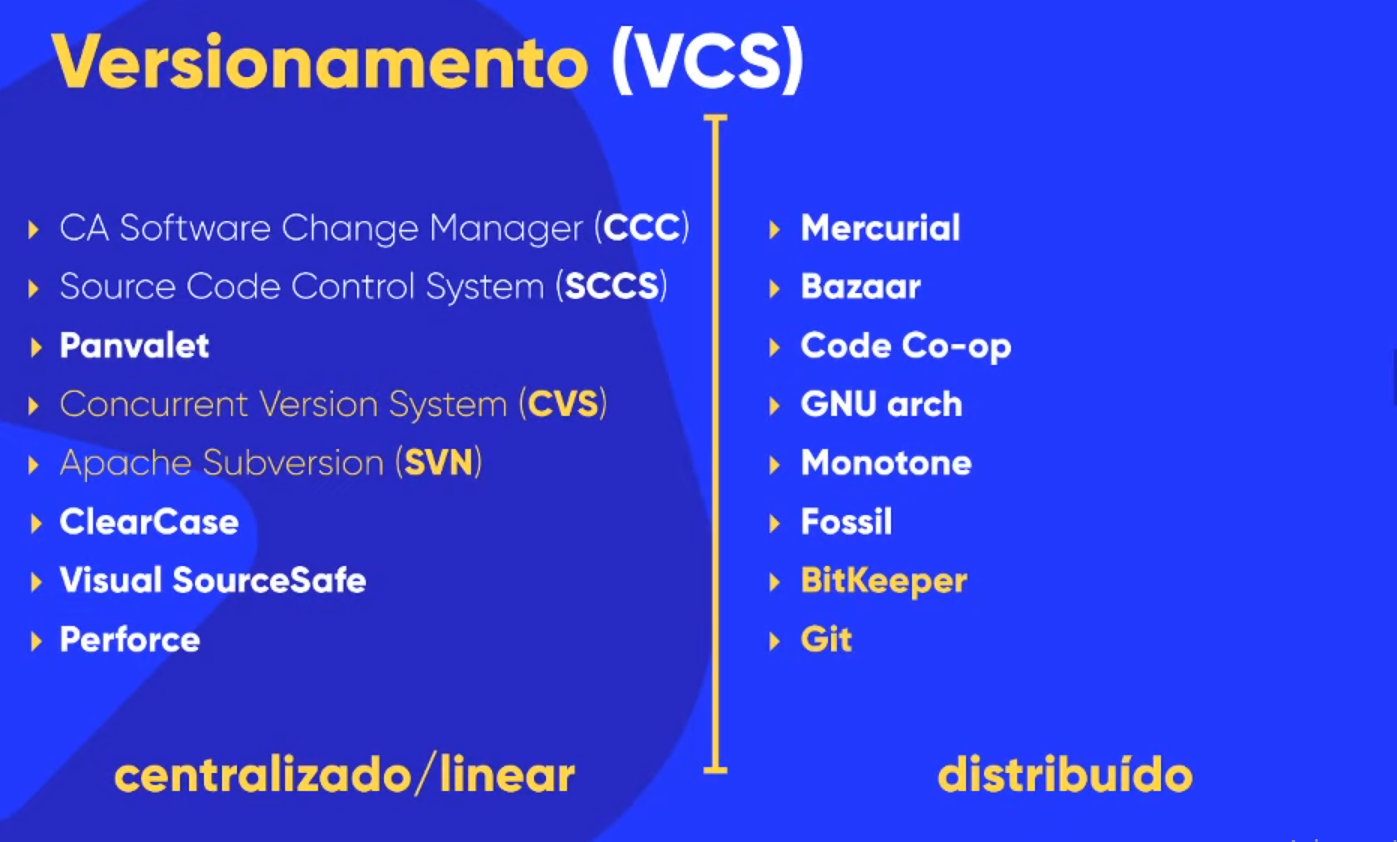 Versionamento (VCS)
CA Software Change Manager (CCC)
Source Code Control System (SCCS)
Panvalet
Concurrent Version System (CVS)
Apache Subversion (SVN)
ClearCase
Visual SourceSafe
Perforce
centralizado/linear
Mercurial
Bazaar
Code Co-op
GNU arch
Monotone
Fossil
BitKeeper
Git
distribuído